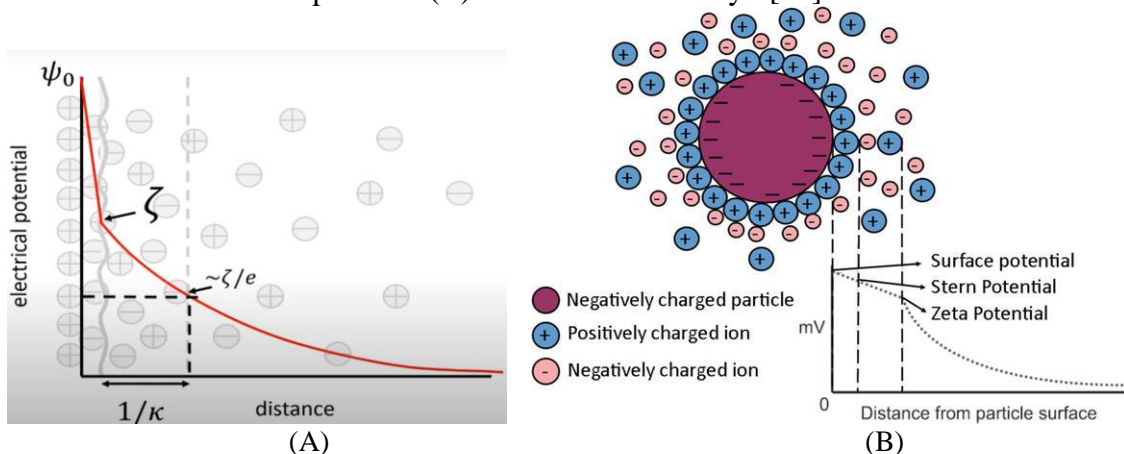 ψ₀
electrical potential
ζ
~ζ/e
1/κ
distance
(A)
Negatively charged particle
Positively charged ion
Negatively charged ion
Surface potential
Stern Potential
Zeta Potential
mV
0
Distance from particle surface
(B)